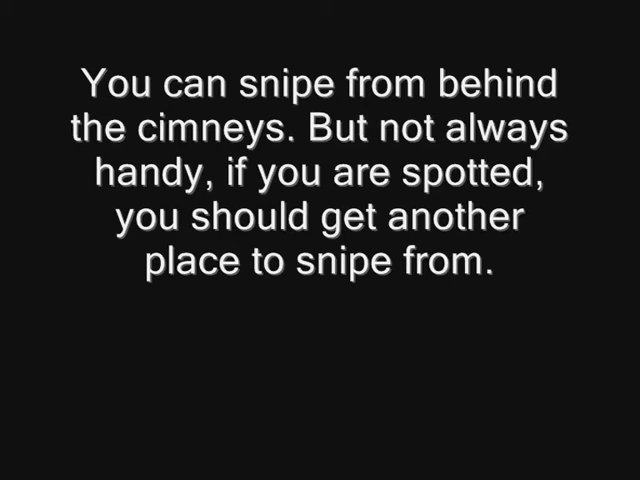 You can snipe from behind
the cimneys. But not always
handy, if you are spotted,
you should get another
place to snipe from.